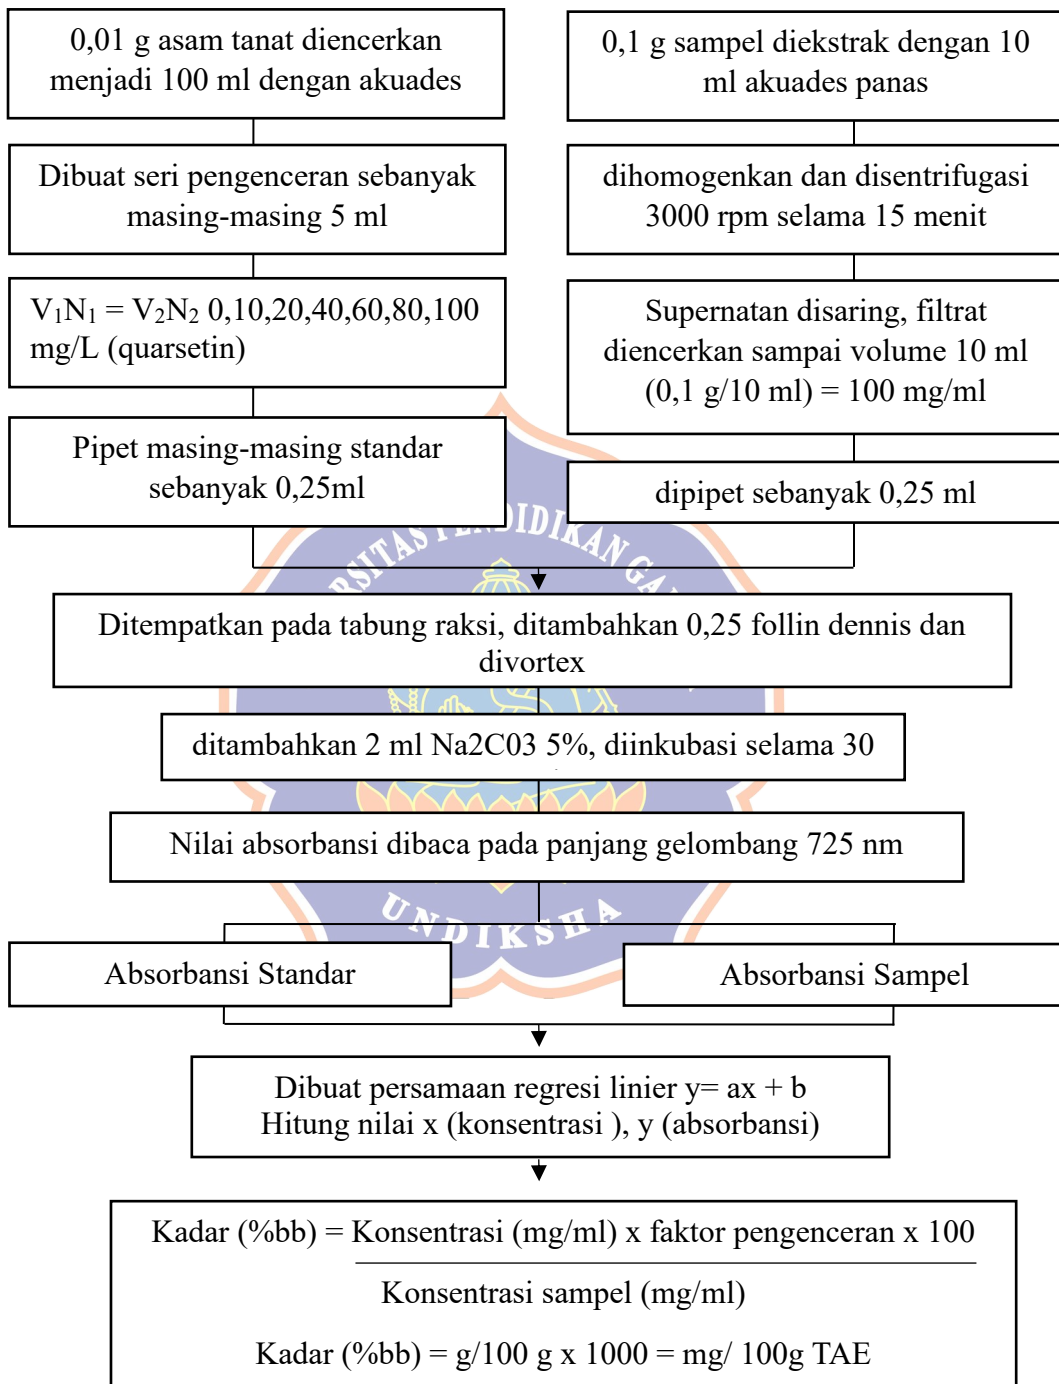 0,01 g asam tanat diencerkan
menjadi 100 ml dengan akuades
0,1 g sampel diekstrak dengan 10
ml akuades panas
Dibuat seri pengenceran sebanyak
masing-masing 5 ml
dihomogenkan dan disentrifugasi
3000 rpm selama 15 menit
V₁N₁ = V₂N₂ 0,10,20,40,60,80,100
mg/L (quarsetin)
Supernatan disaring, filtrat
diencerkan sampai volume 10 ml
(0,1 g/10 ml) = 100 mg/ml
Pipet masing-masing standar
sebanyak 0,25ml
dipipet sebanyak 0,25 ml
Ditempatkan pada tabung raksi, ditambahkan 0,25 follin dennis dan
divortex
ditambahkan 2 ml Na2C03 5%, diinkubasi selama 30
Nilai absorbansi dibaca pada panjang gelombang 725 nm
UNDIKSHA
Absorbansi Standar
Absorbansi Sampel
Dibuat persamaan regresi linier y= ax + b
Hitung nilai x (konsentrasi ), y (absorbansi)
Kadar (%bb) = Konsentrasi (mg/ml) x faktor pengenceran x 100
Konsentrasi sampel (mg/ml)
Kadar (%bb) = g/100 g x 1000 = mg/ 100g TAE